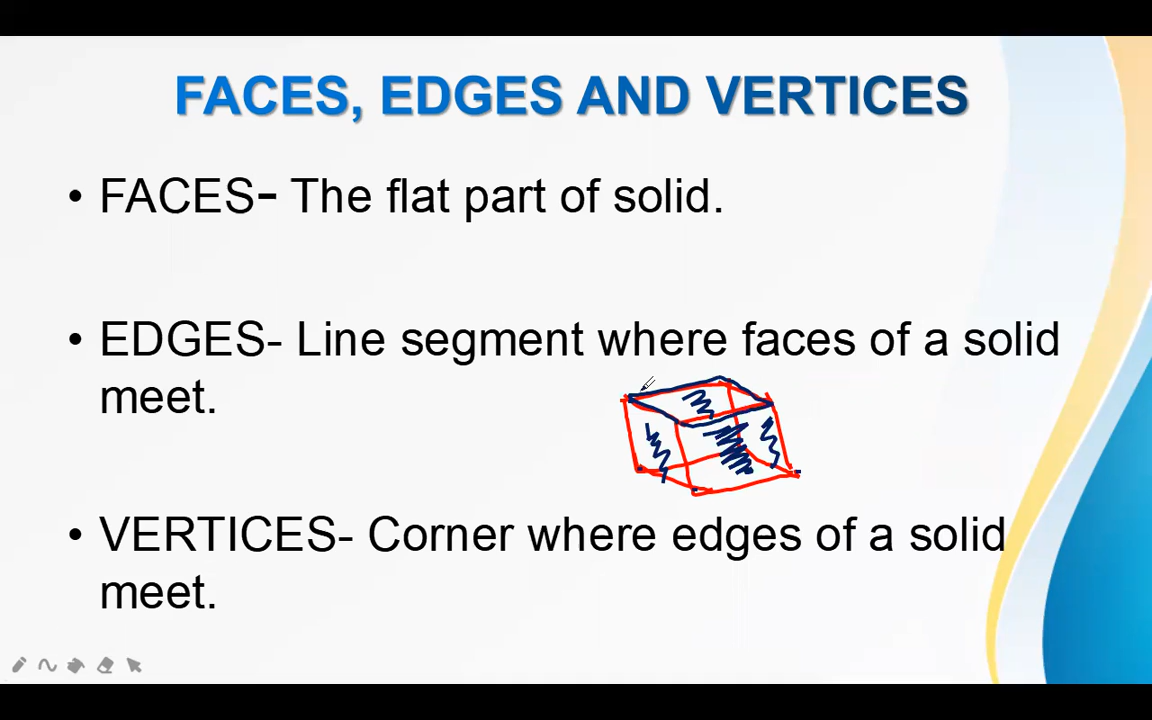 FACES, EDGES AND VERTICES
• FACES- The flat part of solid.
• EDGES- Line segment where faces of a solid
meet.
• VERTICES- Corner where edges of a solid
meet.